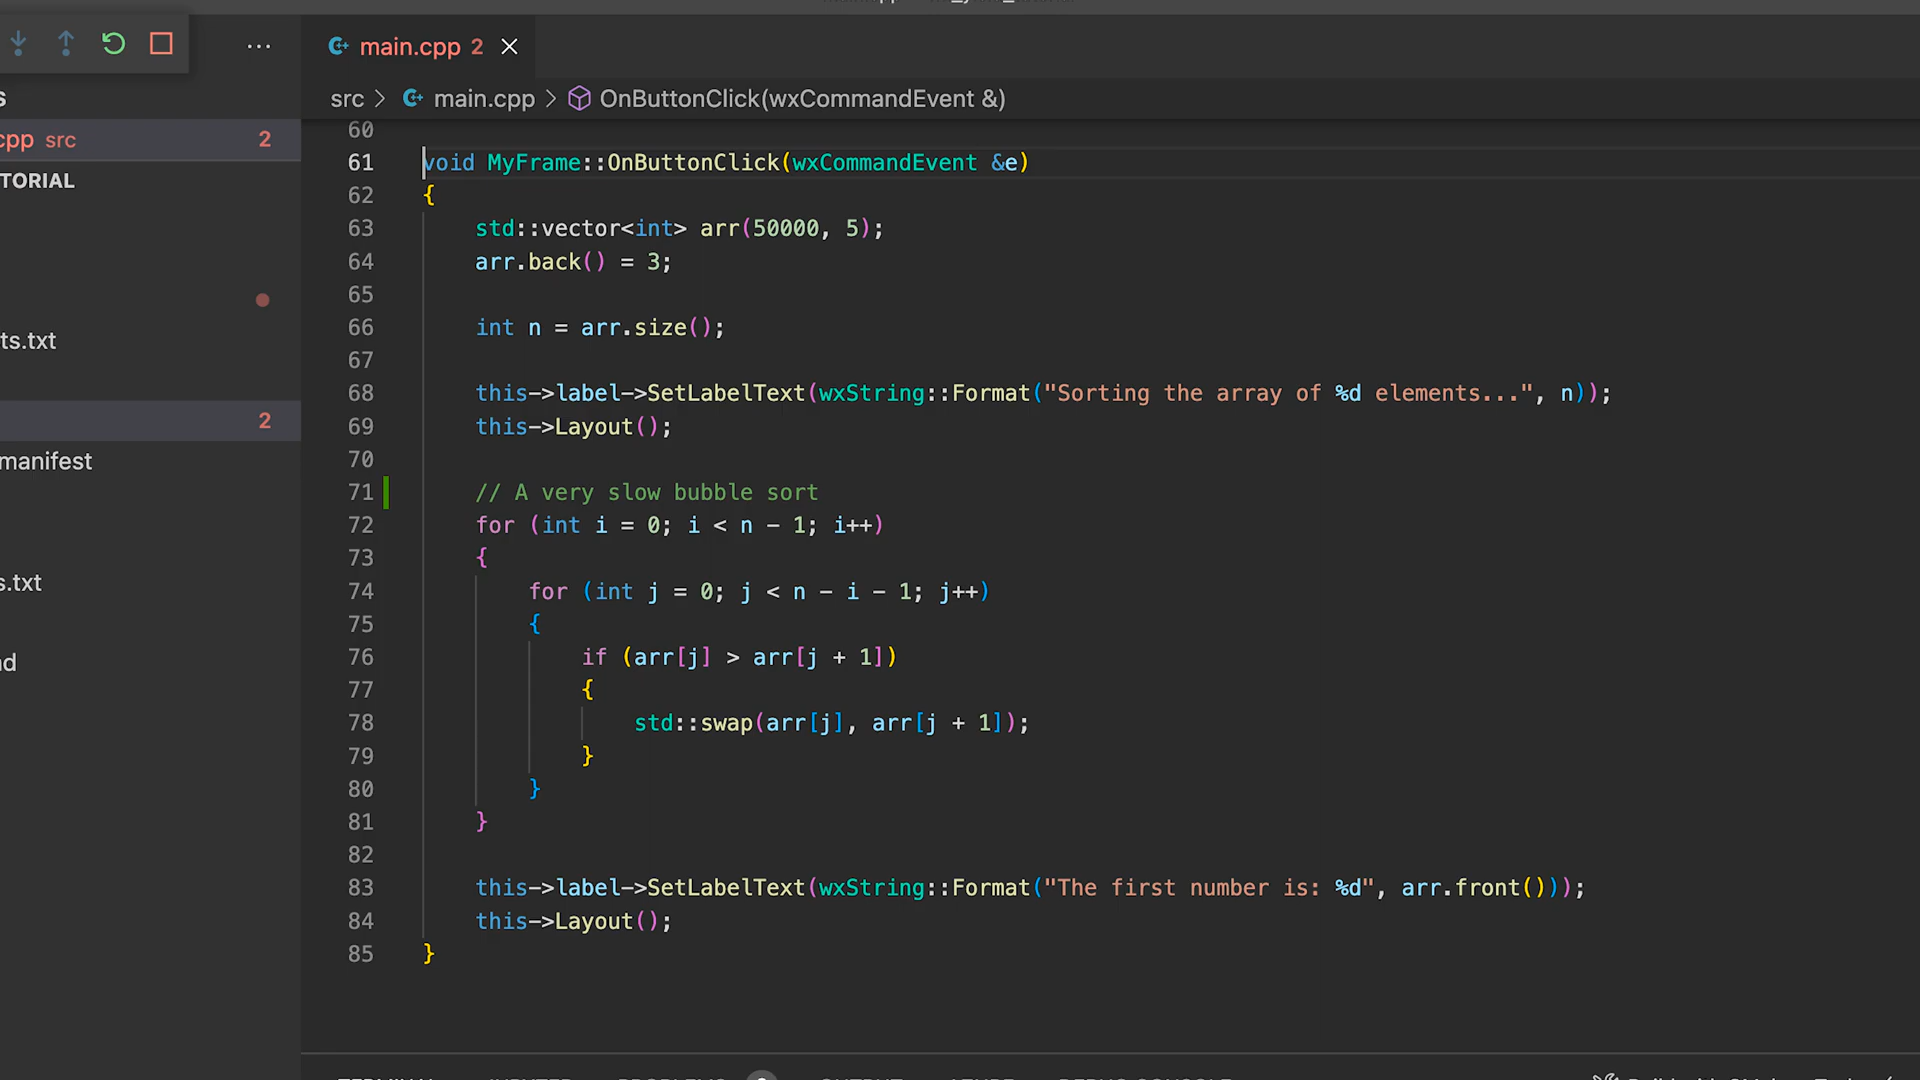 main.cpp 2
src > main.cpp > OnButtonClick(wxCommandEvent &)
cpp src 2
TORIAL
ts.txt
2
manifest
s.txt
60
61 void MyFrame::OnButtonClick(wxCommandEvent &e)
62 {
63 std::vector<int> arr(50000, 5);
64 arr.back() = 3;
65
66 int n = arr.size();
67
68 this->label->SetLabelText(wxString::Format("Sorting the array of %d elements...", n));
69 this->Layout();
70
71 // A very slow bubble sort
72 for (int i = 0; i < n - 1; i++)
73 {
74 for (int j = 0; j < n - i - 1; j++)
75 {
76 if (arr[j] > arr[j + 1])
77 {
78 std::swap(arr[j], arr[j + 1]);
79 }
80 }
81 }
82
83 this->label->SetLabelText(wxString::Format("The first number is: %d", arr.front()));
84 this->Layout();
85 }